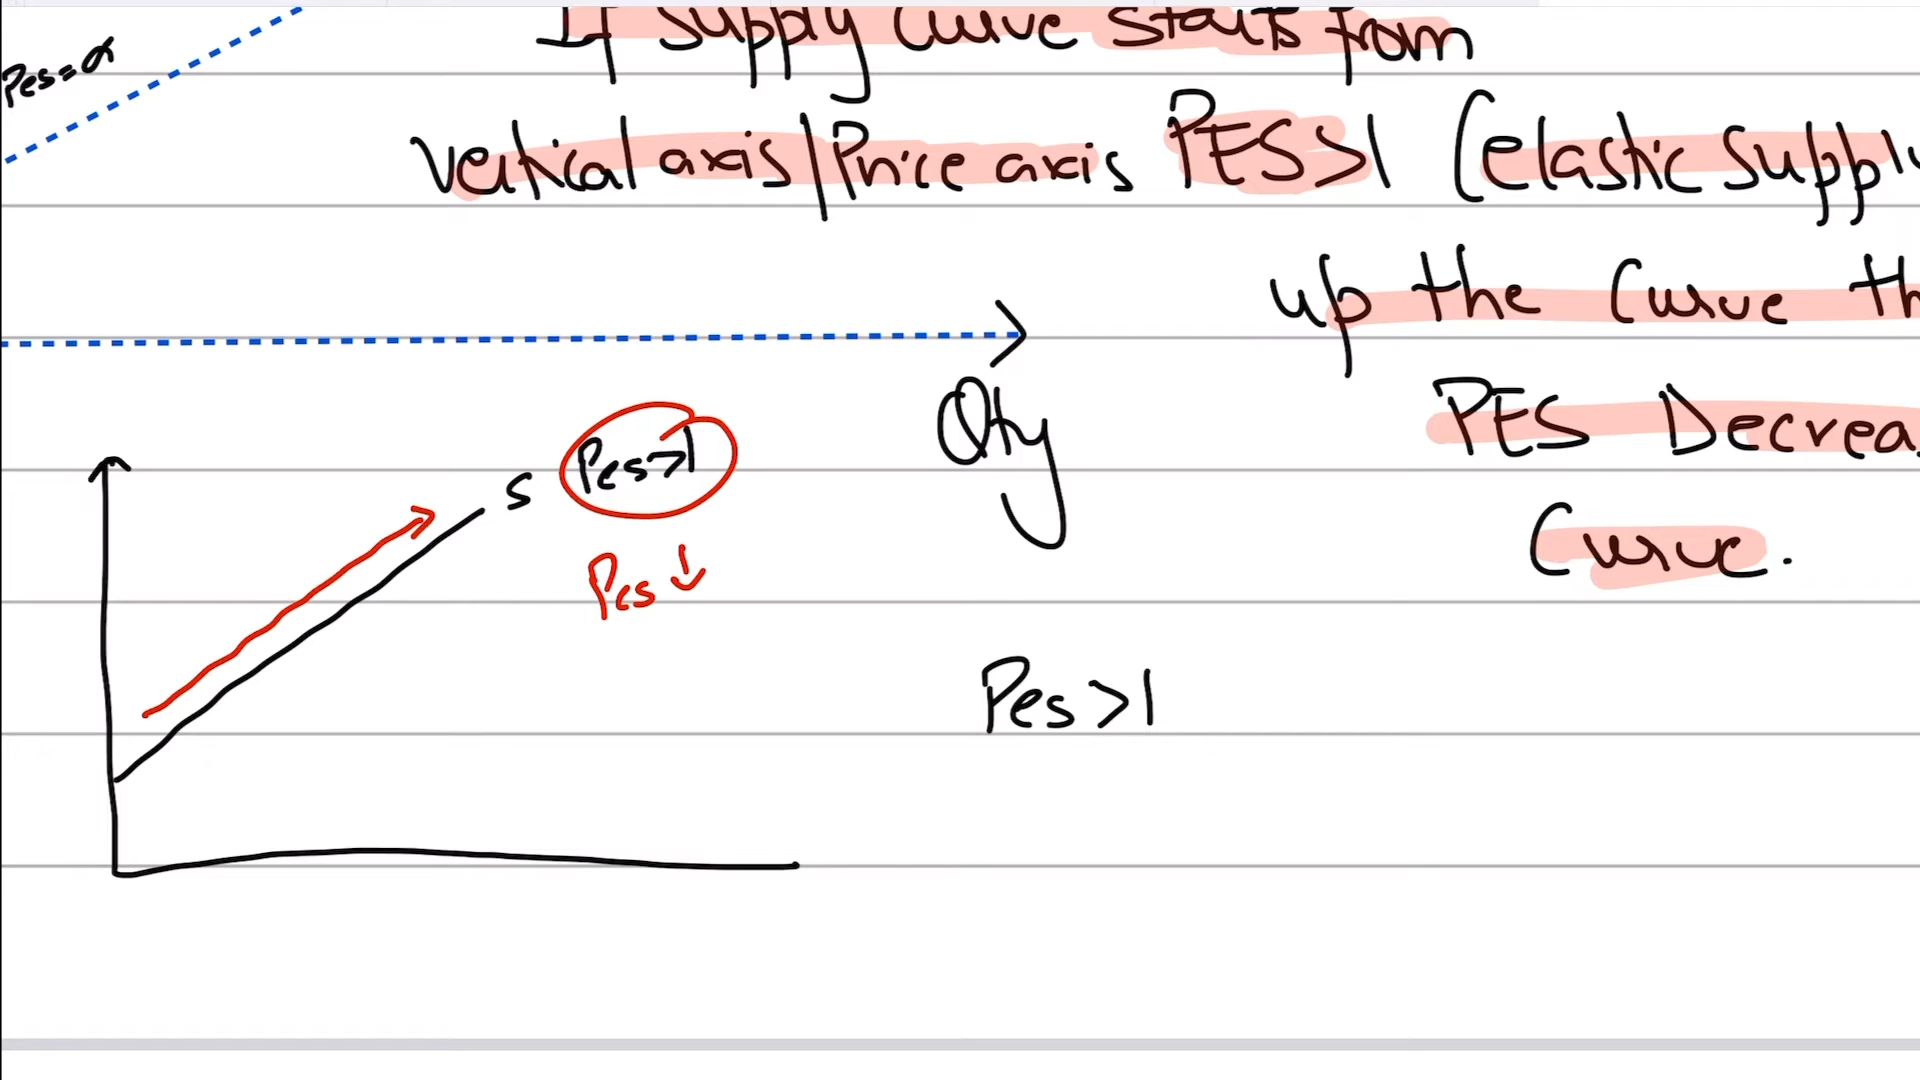 If supply curve starts from
Pes=α
vertical axis/Price axis PES>1 (elastic supply
up the curve th
Qty
PES Decrea
S Pes>1
Curve.
Pes↓
Pes>1